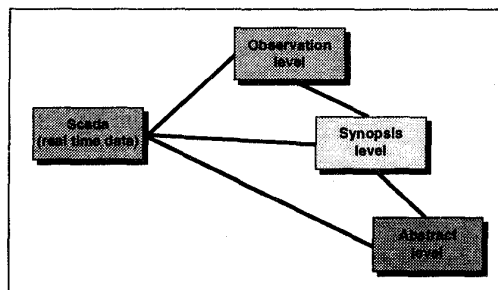 Observation
level
Scada
(real time data)
Synopsis
level
Abstract
level